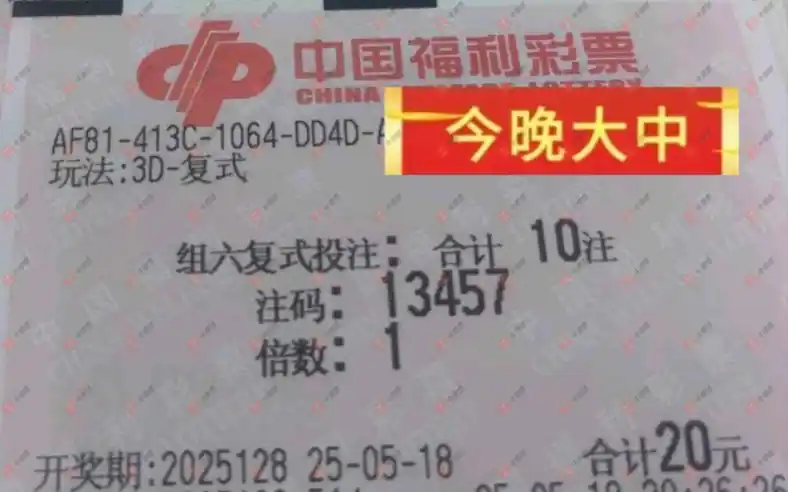 中国福利彩票
CHINA
AF81-413C-1064-DD4D-
今晚大中
玩法:3D-复式
组六复式投注: 合计 10注
注码: 13457
倍数: 1
开奖期:2025128 25-05-18 合计20元